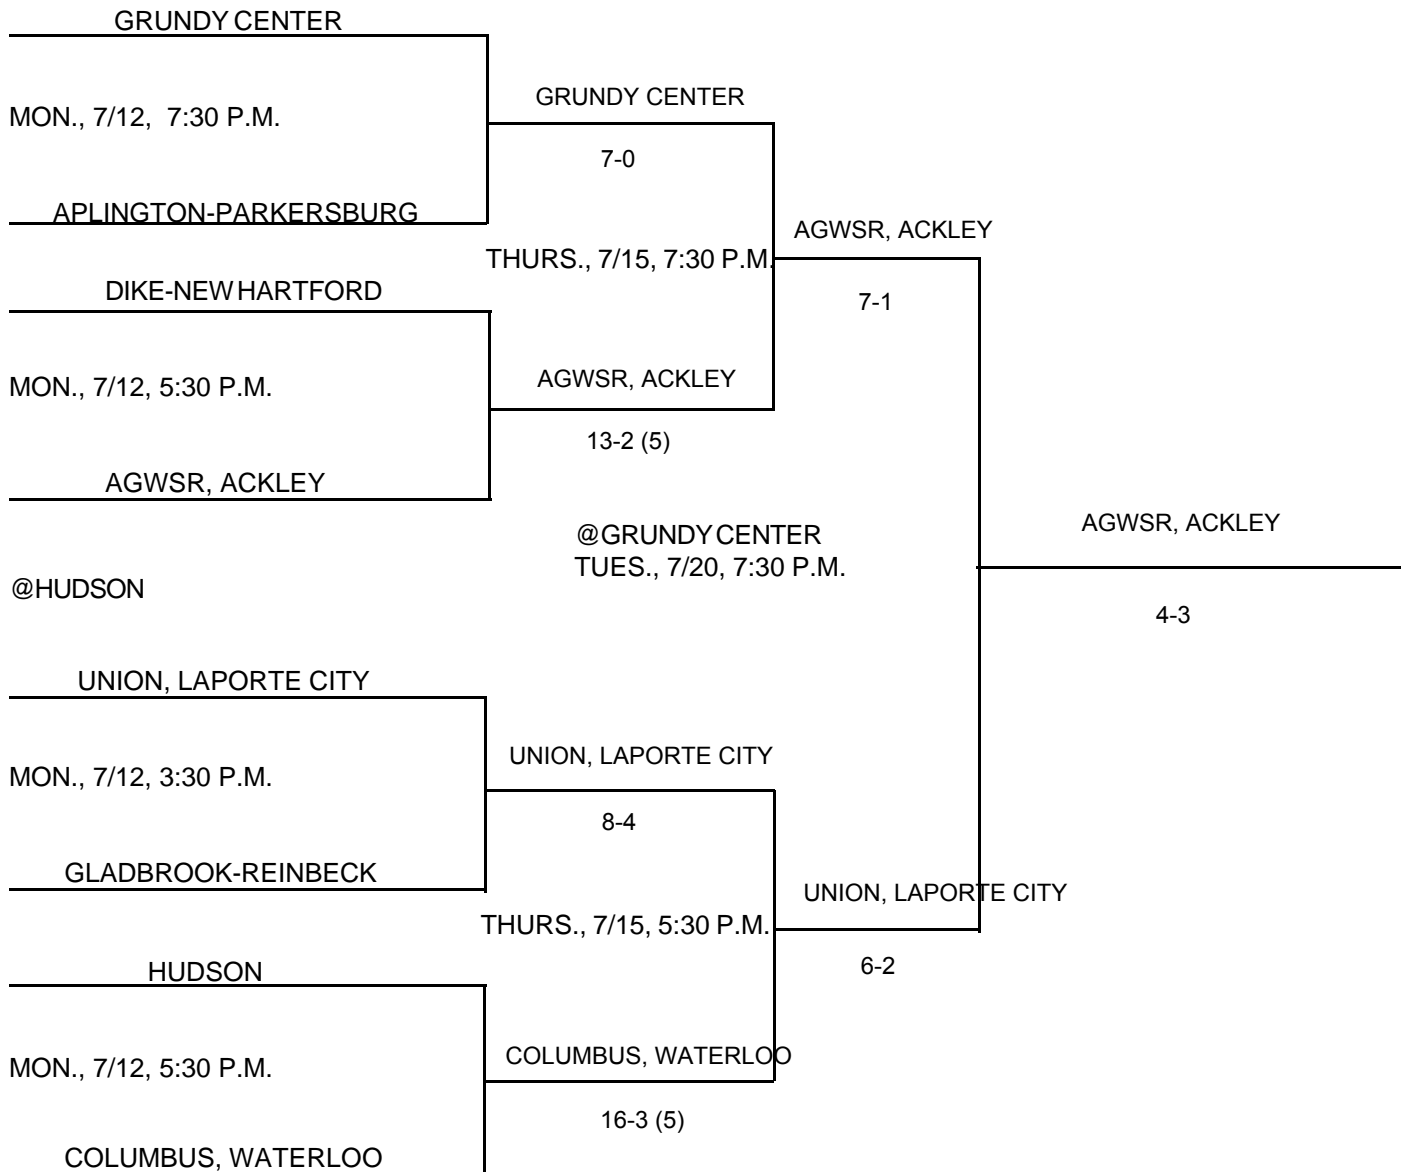 GRUNDY CENTER
GRUNDY CENTER
MON., 7/12, 7:30 P.M.
7-0
APLINGTON-PARKERSBURG
AGWSR, ACKLEY
THURS., 7/15, 7:30 P.M.
DIKE-NEW HARTFORD
7-1
AGWSR, ACKLEY
MON., 7/12, 5:30 P.M.
13-2 (5)
AGWSR, ACKLEY
AGWSR, ACKLEY
@GRUNDY CENTER
TUES., 7/20, 7:30 P.M.
@HUDSON
4-3
UNION, LAPORTE CITY
UNION, LAPORTE CITY
MON., 7/12, 3:30 P.M.
8-4
GLADBROOK-REINBECK
UNION, LAPORTE CITY
THURS., 7/15, 5:30 P.M.
6-2
HUDSON
COLUMBUS, WATERLOO
MON., 7/12, 5:30 P.M.
16-3 (5)
COLUMBUS, WATERLOO